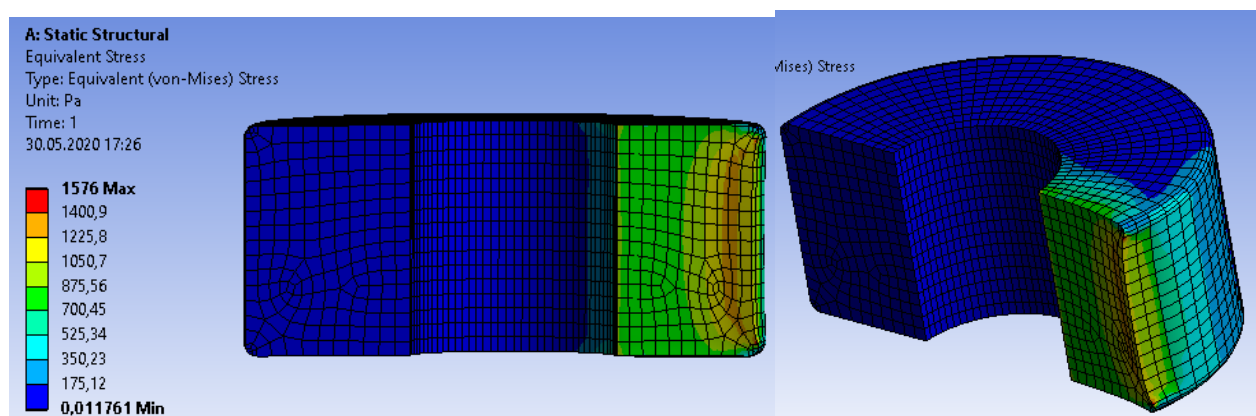 A: Static Structural
Equivalent Stress
Type: Equivalent (von-Mises) Stress
Unit: Pa
Time: 1
30.05.2020 17:26
1576 Max
1400,9
1225,8
1050,7
875,56
700,45
525,34
350,23
175,12
0,011761 Min
Mises) Stress